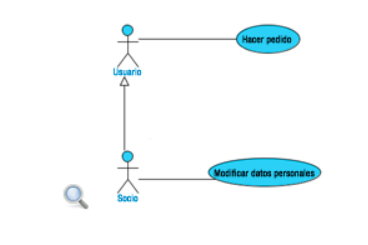 Hacer pedido
Usuario
Modificar datos personales
Socio